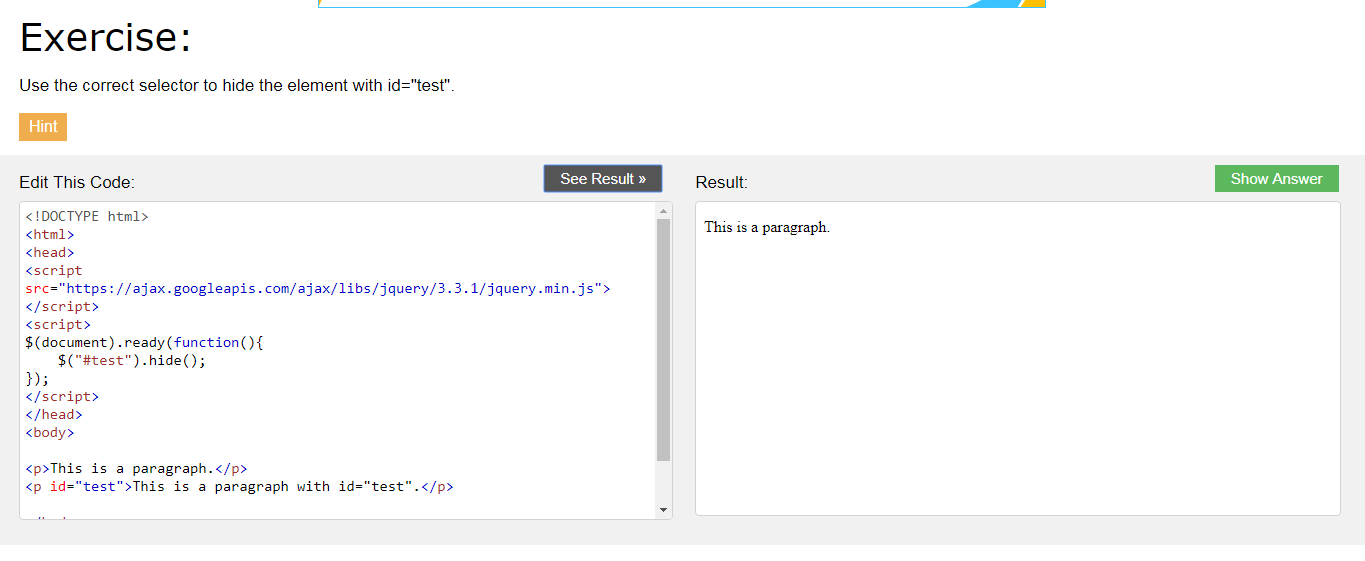 Exercise:
Use the correct selector to hide the element with id="test".
Hint
Edit This Code:
See Result »
Result:
Show Answer
<!DOCTYPE html>
<html>
<head>
<script
src="https://ajax.googleapis.com/ajax/libs/jquery/3.3.1/jquery.min.js">
</script>
<script>
$(document).ready(function(){
    $("#test").hide();
});
</script>
</head>
<body>
<p>This is a paragraph.</p>
<p id="test">This is a paragraph with id="test".</p>
This is a paragraph.